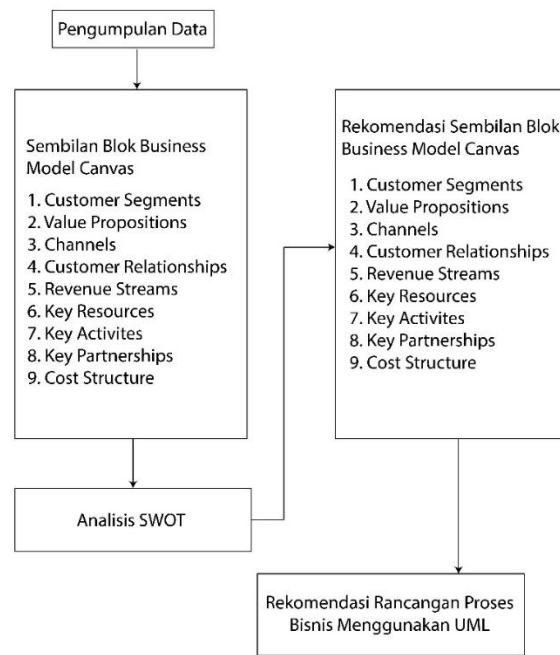 Pengumpulan Data
Sembilan Blok Business
Model Canvas
1. Customer Segments
2. Value Propositions
3. Channels
4. Customer Relationships
5. Revenue Streams
6. Key Resources
7. Key Activites
8. Key Partnerships
9. Cost Structure
Analisis SWOT
Rekomendasi Sembilan Blok
Business Model Canvas
1. Customer Segments
2. Value Propositions
3. Channels
4. Customer Relationships
5. Revenue Streams
6. Key Resources
7. Key Activites
8. Key Partnerships
9. Cost Structure
Rekomendasi Rancangan Proses
Bisnis Menggunakan UML